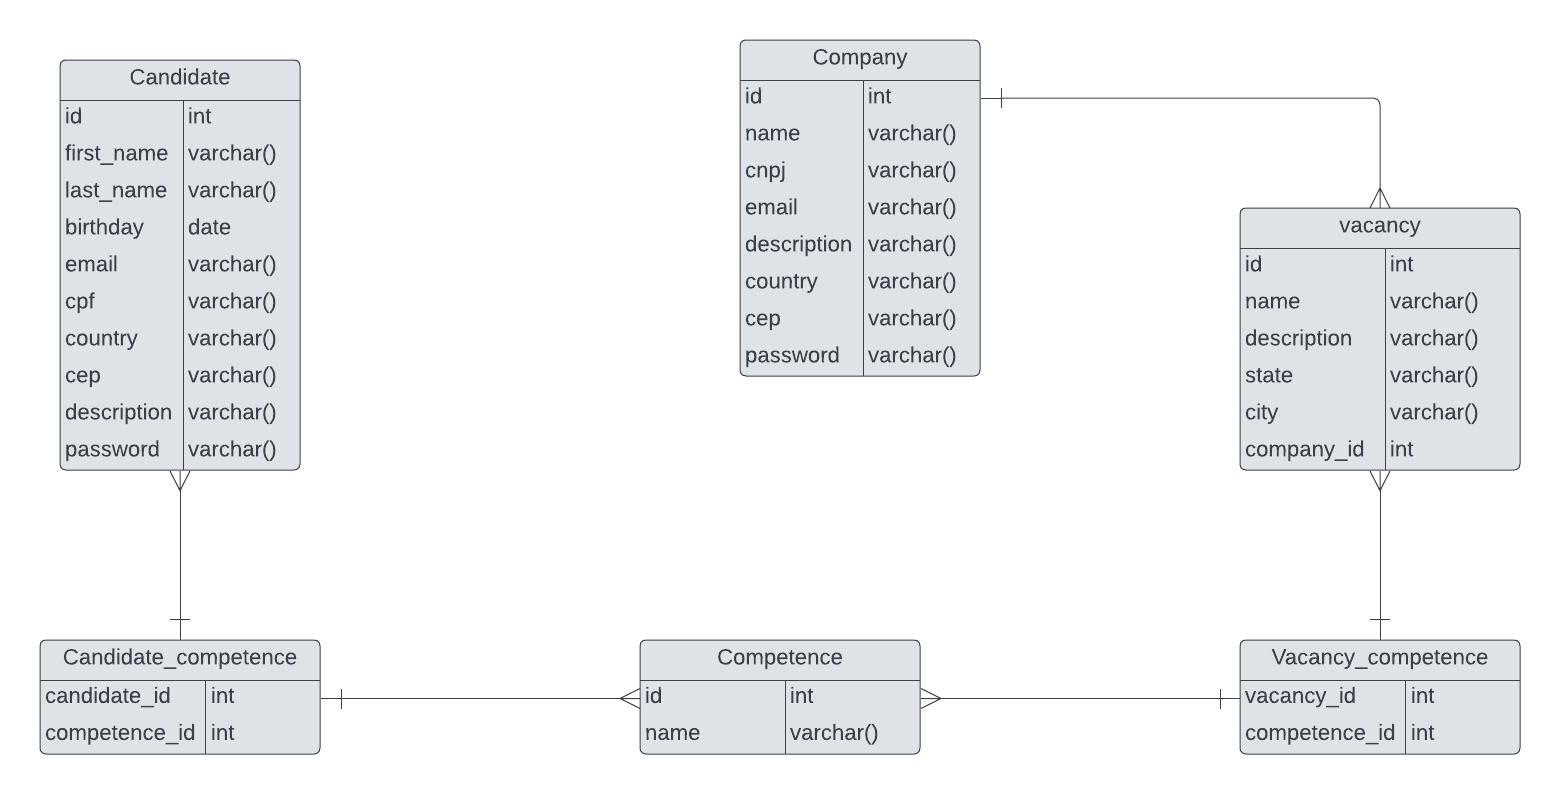 Candidate
id int
first_name varchar()
last_name varchar()
birthday date
email varchar()
cpf varchar()
country varchar()
cep varchar()
description varchar()
password varchar()
Company
id int
name varchar()
cnpj varchar()
email varchar()
description varchar()
country varchar()
cep varchar()
password varchar()
vacancy
id int
name varchar()
description varchar()
state varchar()
city varchar()
company_id int
Candidate_competence
candidate_id int
competence_id int
Competence
id int
name varchar()
Vacancy_competence
vacancy_id int
competence_id int